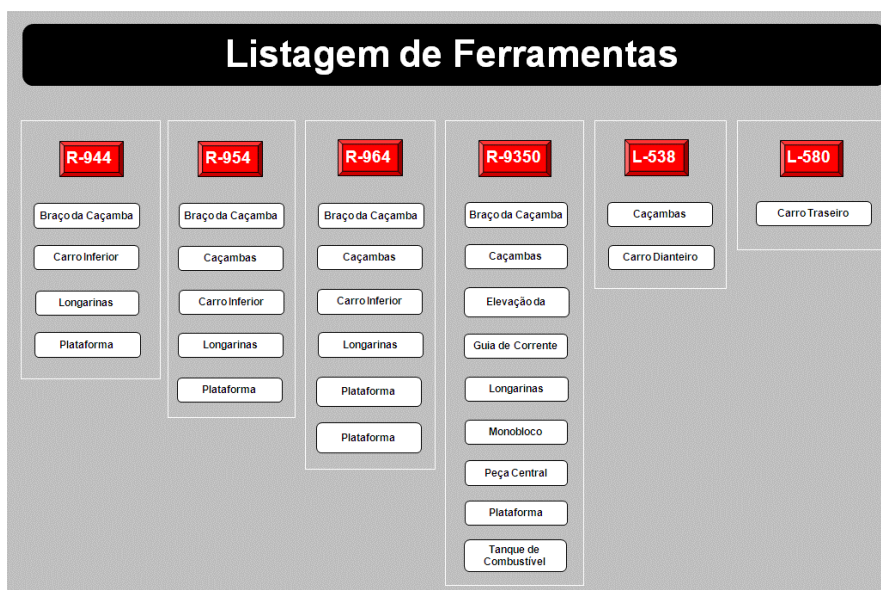 Listagem de Ferramentas
R-944
Braço da Caçamba
Carro Inferior
Longarinas
Plataforma
R-954
Braço da Caçamba
Caçambas
Carro Inferior
Longarinas
Plataforma
R-964
Braço da Caçamba
Caçambas
Carro Inferior
Longarinas
Plataforma
Plataforma
R-9350
Braço da Caçamba
Caçambas
Elevação da
Guia de Corrente
Longarinas
Monobloco
Peça Central
Plataforma
Tanque de
Combustível
L-538
Caçambas
Carro Dianteiro
L-580
Carro Traseiro